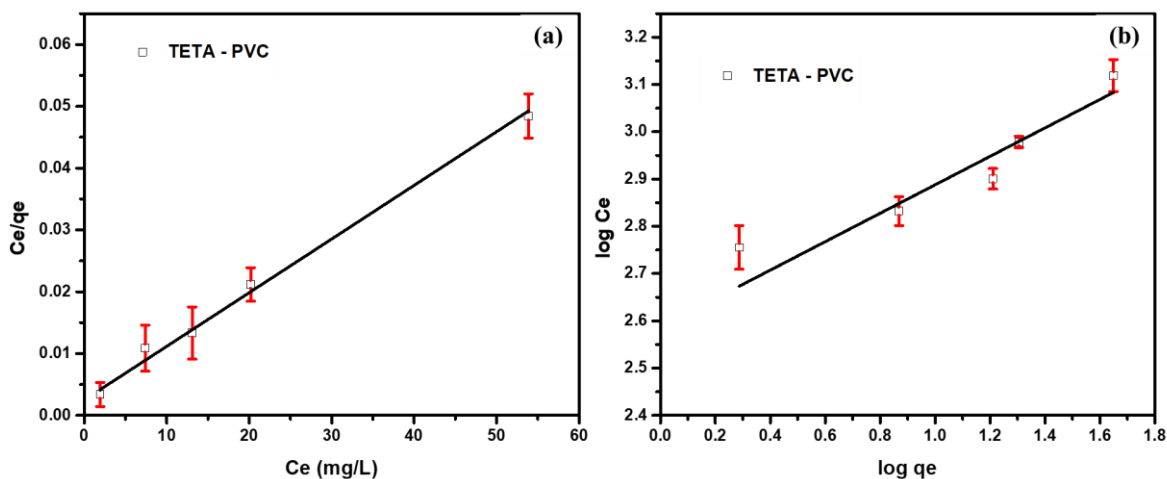 (a)
TETA - PVC
Ce/qe
0.06
0.05
0.04
0.03
0.02
0.01
0.00
0 10 20 30 40 50 60
Ce (mg/L)
(b)
TETA - PVC
log Ce
3.2
3.1
3.0
2.9
2.8
2.7
2.6
2.5
2.4
0.0 0.2 0.4 0.6 0.8 1.0 1.2 1.4 1.6 1.8
log qe